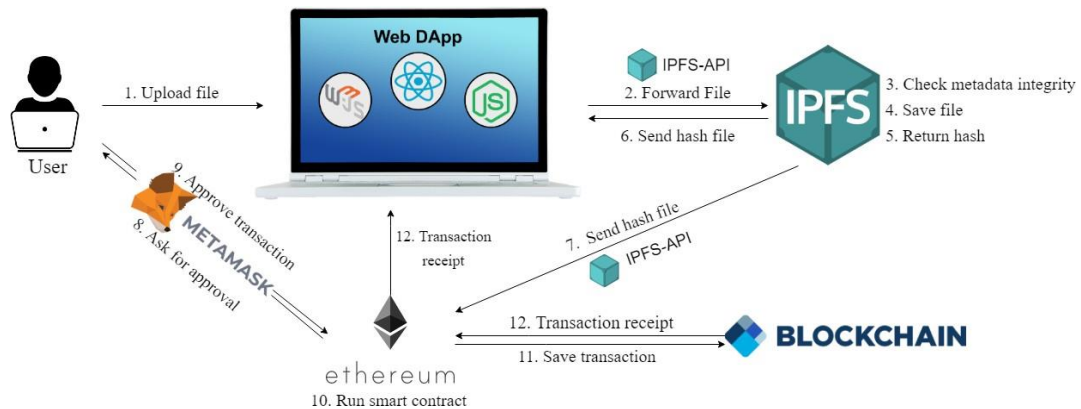 Web DApp
W3JS
JS
1. Upload file
User
IPFS-API
2. Forward File
6. Send hash file
IPFS
3. Check metadata integrity
4. Save file
5. Return hash
9. Approve transaction
METAMASK
8. Ask for approval
12. Transaction
receipt
7. Send hash file
IPFS-API
12. Transaction receipt
11. Save transaction
BLOCKCHAIN
ethereum
10. Run smart contract